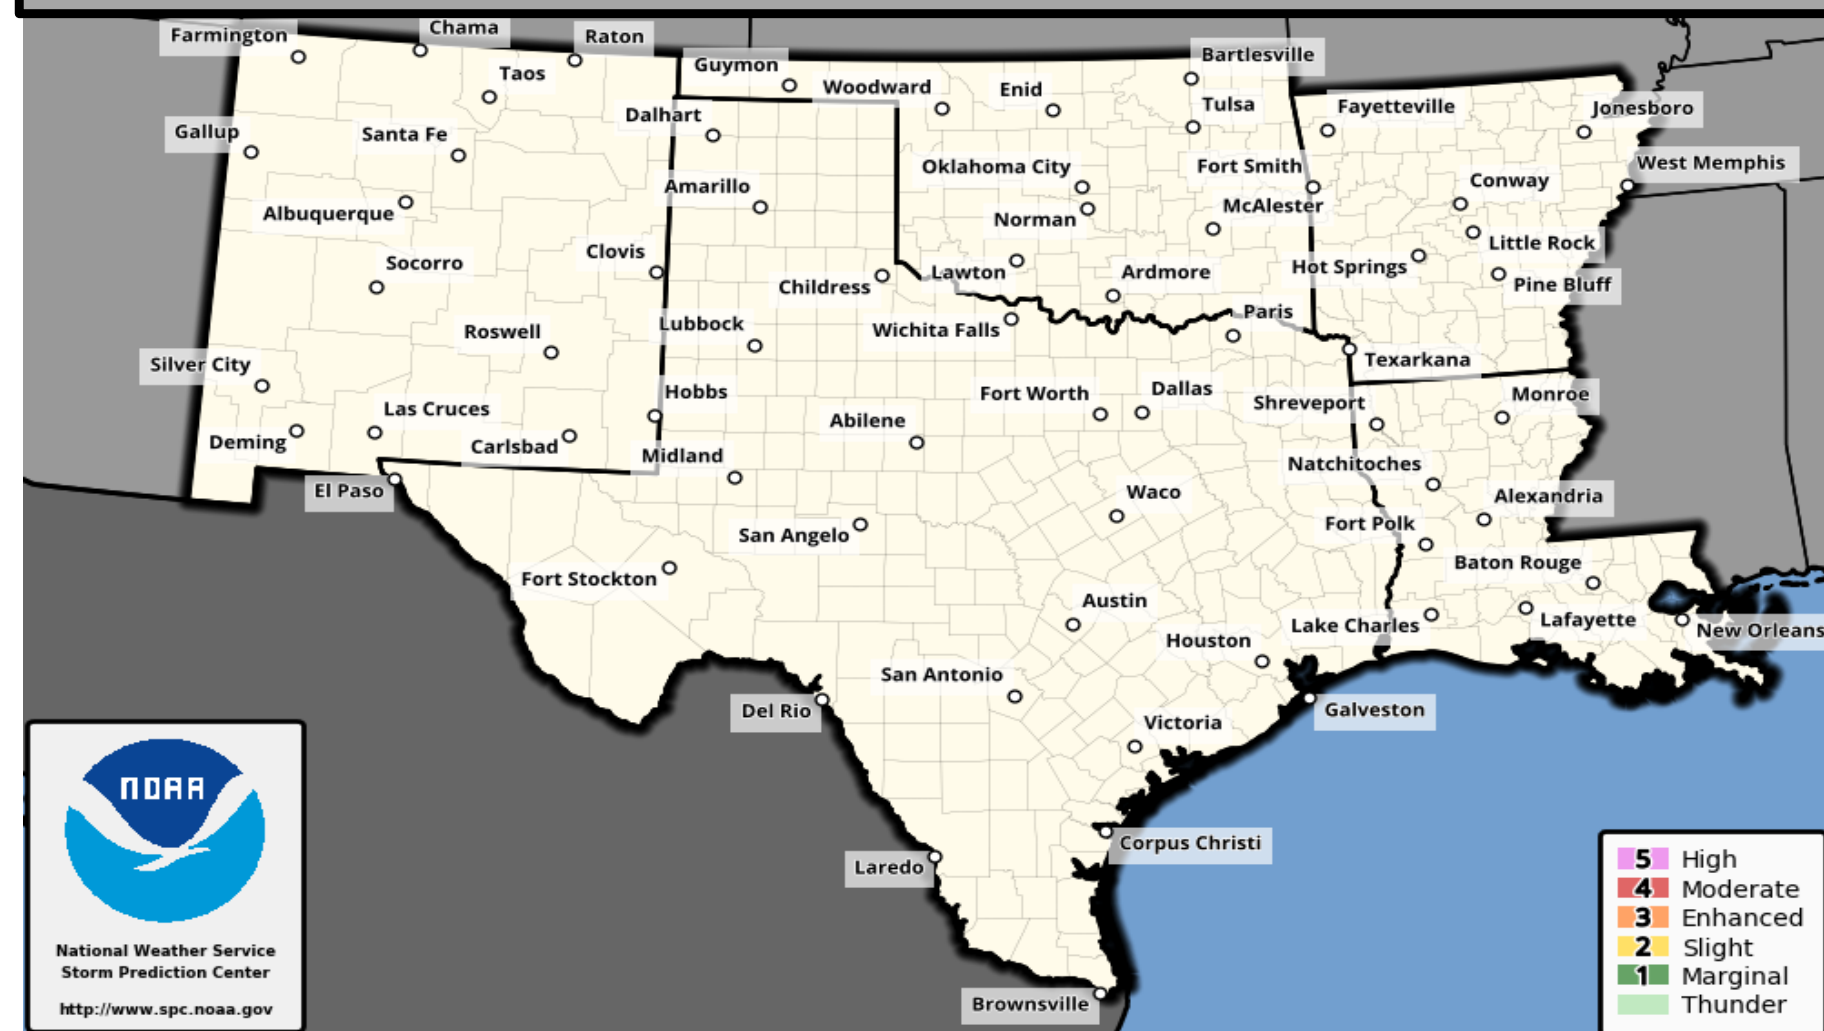 Farmington
Chama
Raton
Taos
Guymon
Woodward
Enid
Bartlesville
Dalhart
Tulsa
Fayetteville
Jonesboro
Gallup
Santa Fe
Oklahoma City
Fort Smith
West Memphis
Amarillo
Conway
Albuquerque
Norman
McAlester
Socorro
Clovis
Little Rock
Childress
Lawton
Ardmore
Hot Springs
Pine Bluff
Roswell
Lubbock
Wichita Falls
Paris
Silver City
Texarkana
Las Cruces
Hobbs
Fort Worth
Dallas
Shreveport
Monroe
Deming
Carlsbad
Midland
Abilene
Natchitoches
El Paso
Waco
Alexandria
San Angelo
Fort Polk
Fort Stockton
Baton Rouge
Austin
Lake Charles
Lafayette
New Orleans
Houston
San Antonio
Del Rio
Victoria
Galveston
Corpus Christi
Laredo
Brownsville
NOAA
National Weather Service
Storm Prediction Center
http://www.spc.noaa.gov
5 High
4 Moderate
3 Enhanced
2 Slight
1 Marginal
Thunder